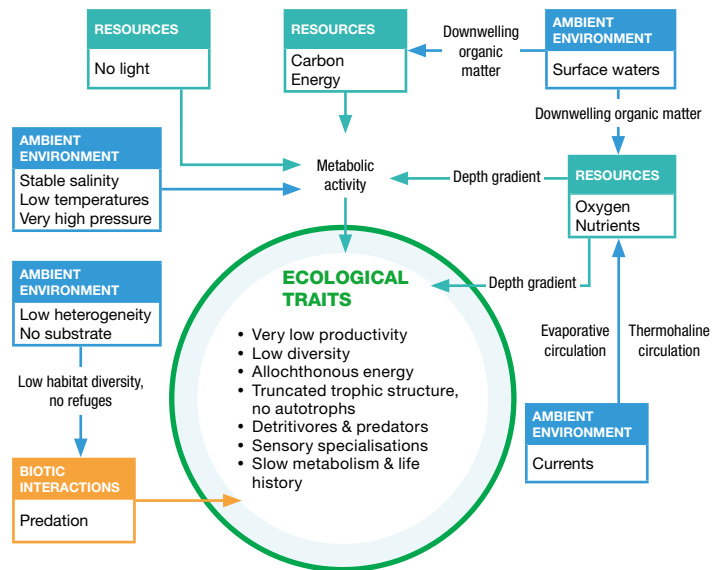 RESOURCES
No light
RESOURCES
Carbon
Energy
Downwelling
organic
matter
AMBIENT
ENVIRONMENT
Surface waters
Downwelling organic matter
AMBIENT
ENVIRONMENT
Stable salinity
Low temperatures
Very high pressure
Metabolic
activity
Depth gradient
RESOURCES
Oxygen
Nutrients
AMBIENT
ENVIRONMENT
Low heterogeneity
No substrate
Low habitat diversity,
no refuges
BIOTIC
INTERACTIONS
Predation
ECOLOGICAL
TRAITS
• Very low productivity
• Low diversity
• Allochthonous energy
• Truncated trophic structure,
no autotrophs
• Detritivores & predators
• Sensory specialisations
• Slow metabolism & life
history
Depth gradient
Evaporative
circulation
Thermohaline
circulation
AMBIENT
ENVIRONMENT
Currents